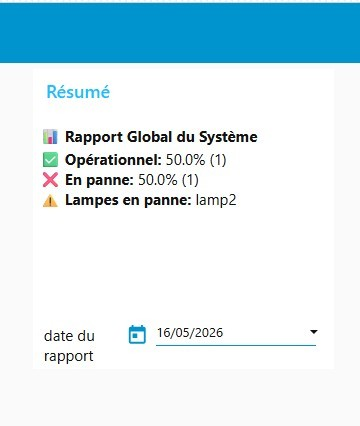 Résumé
📊 Rapport Global du Système
✅ Opérationnel: 50.0% (1)
❌ En panne: 50.0% (1)
⚠️ Lampes en panne: lamp2
date du
rapport
16/05/2026